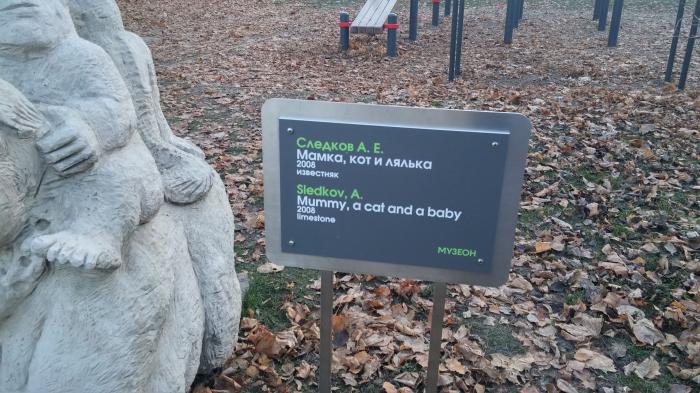 Следков А. Е.
Мамка, кот и лялька
2008
известняк
Sledkov, A.
Mummy, a cat and a baby
2008
limestone
МУЗЕОН